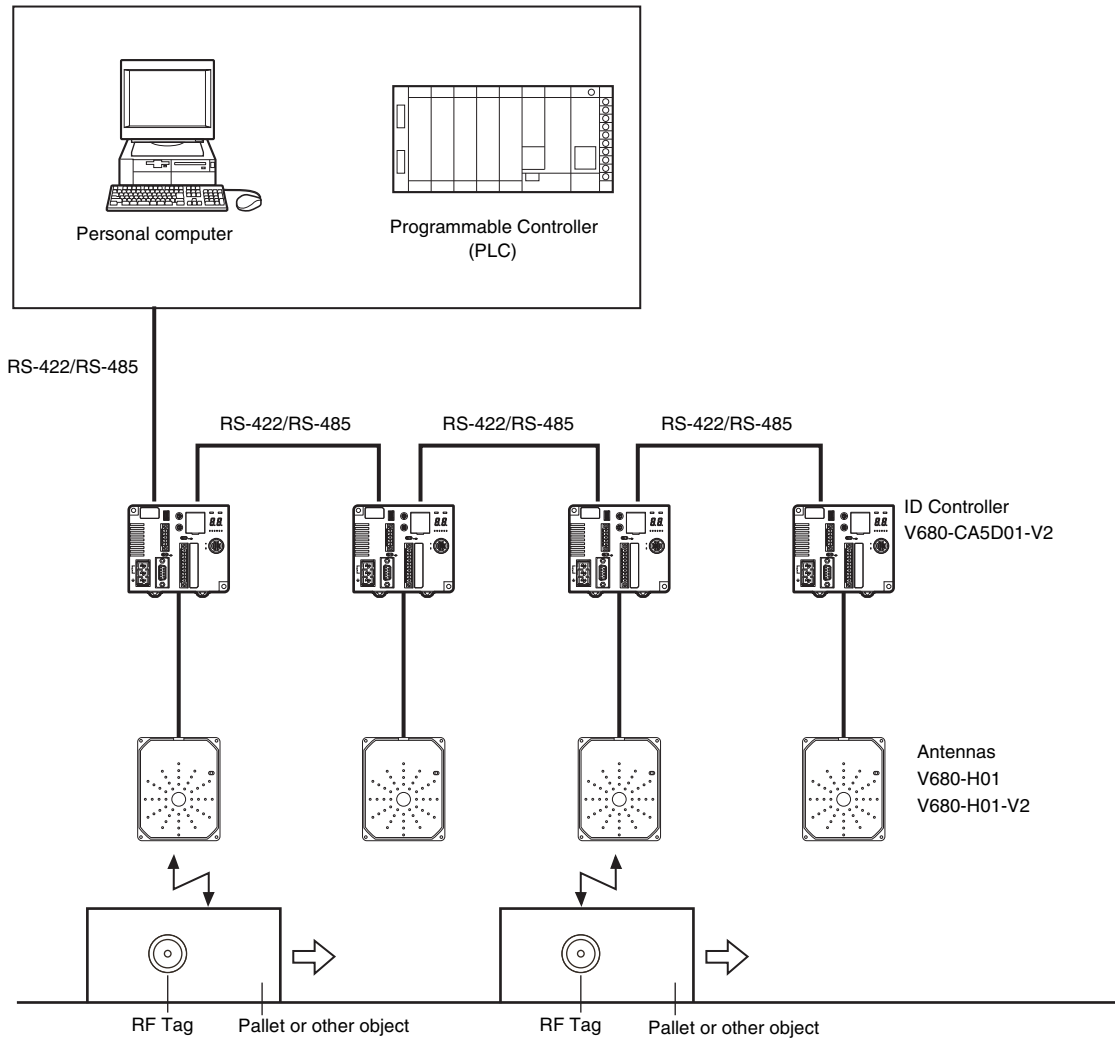 Personal computer
Programmable Controller
(PLC)
RS-422/RS-485
RS-422/RS-485
RS-422/RS-485
RS-422/RS-485
ID Controller
V680-CA5D01-V2
Antennas
V680-H01
V680-H01-V2
RF Tag
Pallet or other object
RF Tag
Pallet or other object